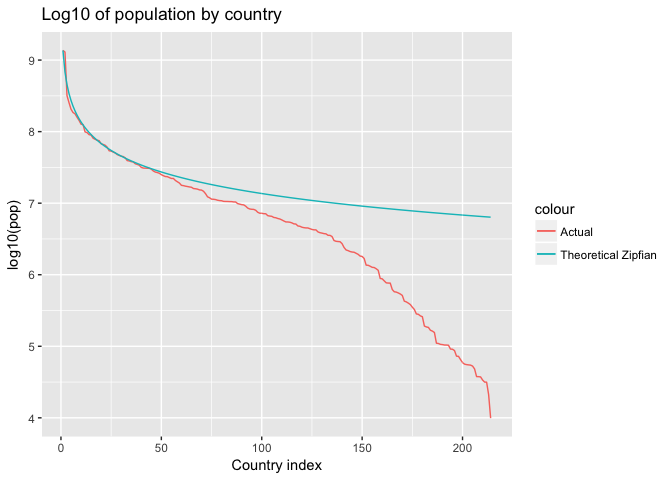 Log10 of population by country
log10(pop)
9
8
7
6
5
4
0
50
100
150
200
Country index
colour
Actual
Theoretical Zipfian